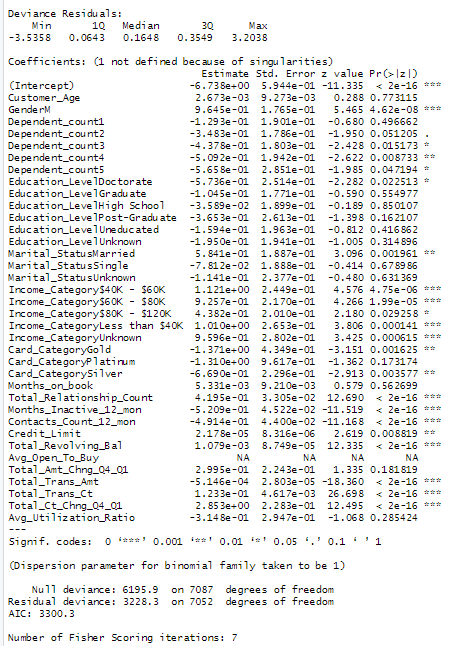 Deviance Residuals:
    Min       1Q   Median       3Q      Max
-3.5358   0.0643   0.1648   0.3549   3.2038
Coefficients: (1 not defined because of singularities)
                               Estimate Std. Error z value Pr(>|z|)
(Intercept)                  -6.738e+00  5.944e-01 -11.335  < 2e-16 ***
Customer_Age                  2.673e-03  9.273e-03   0.288 0.773115
GenderM                       9.645e-01  1.765e-01   5.465 4.62e-08 ***
Dependent_count1             -1.293e-01  1.901e-01  -0.680 0.496662
Dependent_count2             -3.483e-01  1.786e-01  -1.950 0.051205 .
Dependent_count3             -4.378e-01  1.803e-01  -2.428 0.015173 *
Dependent_count4             -5.092e-01  1.942e-01  -2.622 0.008733 **
Dependent_count5             -5.658e-01  2.851e-01  -1.985 0.047194 *
Education_LevelDoctorate     -5.736e-01  2.514e-01  -2.282 0.022513 *
Education_LevelGraduate      -1.045e-01  1.771e-01  -0.590 0.554977
Education_LevelHigh School   -3.589e-02  1.899e-01  -0.189 0.850107
Education_LevelPost-Graduate -3.653e-01  2.613e-01  -1.398 0.162107
Education_LevelUneducated    -1.594e-01  1.963e-01  -0.812 0.416862
Education_LevelUnknown       -1.950e-01  1.941e-01  -1.005 0.314896
Marital_StatusMarried         5.841e-01  1.887e-01   3.096 0.001961 **
Marital_StatusSingle         -7.812e-02  1.888e-01  -0.414 0.678986
Marital_StatusUnknown        -1.141e-01  2.377e-01  -0.480 0.631369
Income_Category$40K - $60K    1.121e+00  2.449e-01   4.576 4.75e-06 ***
Income_Category$60K - $80K    9.257e-01  2.170e-01   4.266 1.99e-05 ***
Income_Category$80K - $120K   4.382e-01  2.010e-01   2.180 0.029258 *
Income_CategoryLess than $40K 1.010e+00  2.653e-01   3.806 0.000141 ***
Income_CategoryUnknown        9.596e-01  2.802e-01   3.425 0.000615 ***
Card_CategoryGold            -1.371e+00  4.349e-01  -3.151 0.001625 **
Card_CategoryPlatinum        -1.310e+00  9.617e-01  -1.362 0.173174
Card_CategorySilver          -6.690e-01  2.296e-01  -2.913 0.003577 **
Months_on_book                5.331e-03  9.210e-03   0.579 0.562699
Total_Relationship_Count      4.195e-01  3.305e-02  12.690  < 2e-16 ***
Months_Inactive_12_mon       -5.209e-01  4.522e-02 -11.519  < 2e-16 ***
Contacts_Count_12_mon        -4.914e-01  4.400e-02 -11.168  < 2e-16 ***
Credit_Limit                  2.178e-05  8.316e-06   2.619 0.008819 **
Total_Revolving_Bal           1.079e-03  8.749e-05  12.335  < 2e-16 ***
Avg_Open_To_Buy                      NA         NA      NA       NA
Total_Amt_Chng_Q4_Q1          2.995e-01  2.243e-01   1.335 0.181819
Total_Trans_Amt              -5.146e-04  2.803e-05 -18.360  < 2e-16 ***
Total_Trans_Ct                1.233e-01  4.617e-03  26.698  < 2e-16 ***
Total_Ct_Chng_Q4_Q1           2.853e+00  2.283e-01  12.495  < 2e-16 ***
Avg_Utilization_Ratio        -3.148e-01  2.947e-01  -1.068 0.285424
---
Signif. codes:  0 ‘***’ 0.001 ‘**’ 0.01 ‘*’ 0.05 ‘.’ 0.1 ‘ ’ 1
(Dispersion parameter for binomial family taken to be 1)
    Null deviance: 6195.9  on 7087  degrees of freedom
Residual deviance: 3228.3  on 7052  degrees of freedom
AIC: 3300.3
Number of Fisher Scoring iterations: 7